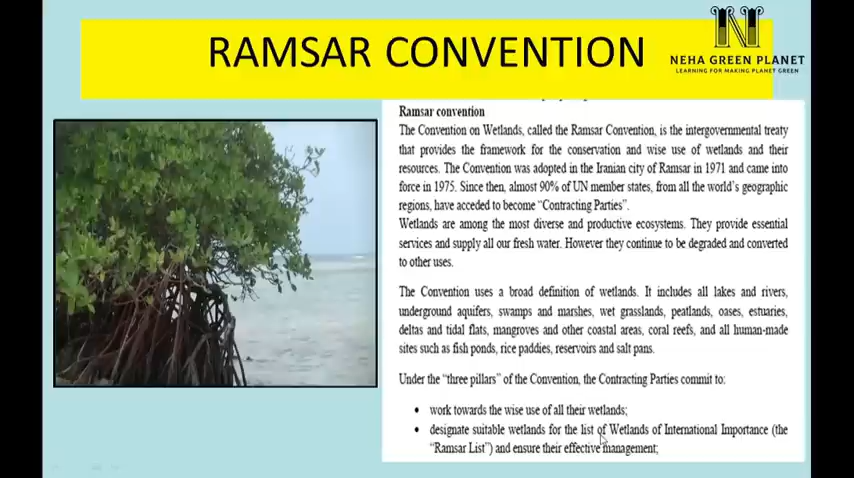 RAMSAR CONVENTION
N
NEHA GREEN PLANET
LEARNING FOR MAKING PLANET GREEN
Ramsar convention
The Convention on Wetlands, called the Ramsar Convention, is the intergovernmental treaty
that provides the framework for the conservation and wise use of wetlands and their
resources. The Convention was adopted in the Iranian city of Ramsar in 1971 and came into
force in 1975. Since then, almost 90% of UN member states, from all the world's geographic
regions, have acceded to become "Contracting Parties".
Wetlands are among the most diverse and productive ecosystems. They provide essential
services and supply all our fresh water. However they continue to be degraded and converted
to other uses.
The Convention uses a broad definition of wetlands. It includes all lakes and rivers,
underground aquifers, swamps and marshes, wet grasslands, peatlands, oases, estuaries,
deltas and tidal flats, mangroves and other coastal areas, coral reefs, and all human-made
sites such as fish ponds, rice paddies, reservoirs and salt pans.
Under the "three pillars" of the Convention, the Contracting Parties commit to:
• work towards the wise use of all their wetlands;
• designate suitable wetlands for the list of Wetlands of International Importance (the
"Ramsar List") and ensure their effective management;